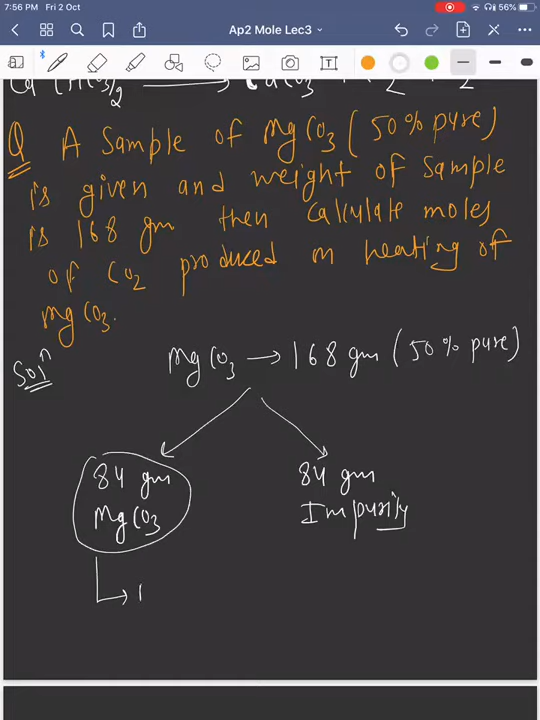 7:56 PM Fri 2 Oct
56%
Ap2 Mole Lec3
Q A Sample of MgCO3 (50% pure)
is given and weight of Sample
is 168 gm then Calculate moles
of CO2 produced on heating of
MgCO3.
Solⁿ
MgCO3 → 168 gm (50% pure)
84 gm
MgCO3
84 gm
Impurity
→ 1